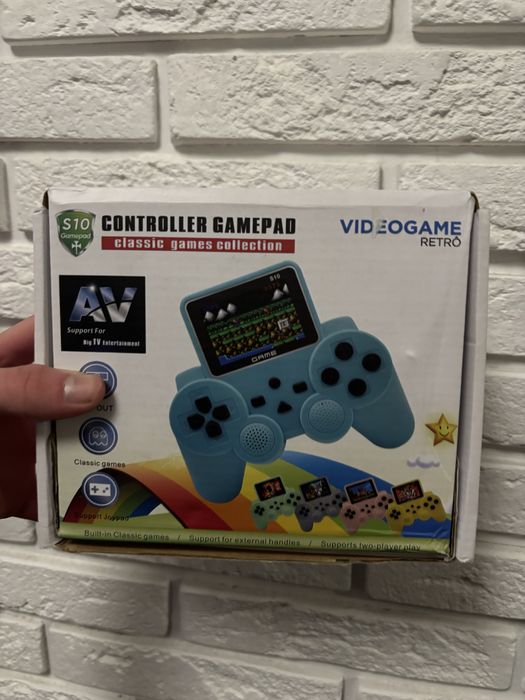 S10
Gamepad
CONTROLLER GAMEPAD
classic games collection
VIDEOGAME
RETRÔ
AV
Support For
Big TV Entertainment
S10
GAME
OUT
Classic games
Support Joypad
Built-in Classic games / Support for external handles / Supports two-player play